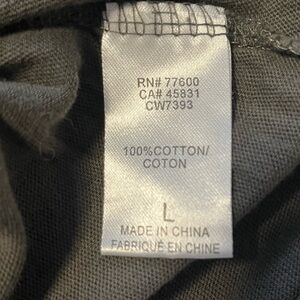 RN# 77600
CA# 45831
CW7393
100%COTTON/
COTON
L
MADE IN CHINA
FABRIQUÉ EN CHINE